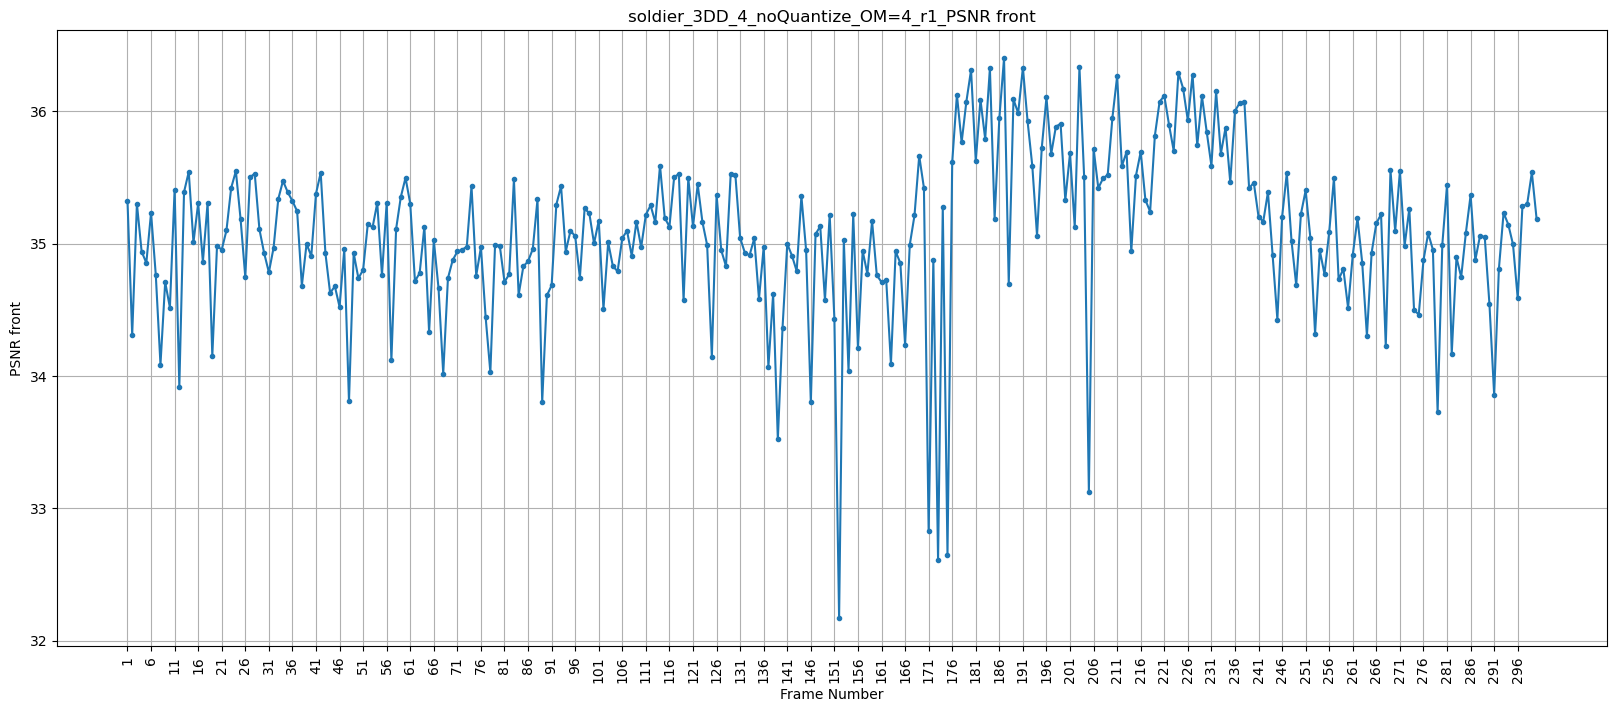 soldier_3DD_4_noQuantize_OM=4_r1_PSNR front
PSNR front
36
35
34
33
32
1 6 11 16 21 26 31 36 41 46 51 56 61 66 71 76 81 86 91 96 101 106 111 116 121 126 131 136 141 146 151 156 161 166 171 176 181 186 191 196 201 206 211 216 221 226 231 236 241 246 251 256 261 266 271 276 281 286 291 296
Frame Number